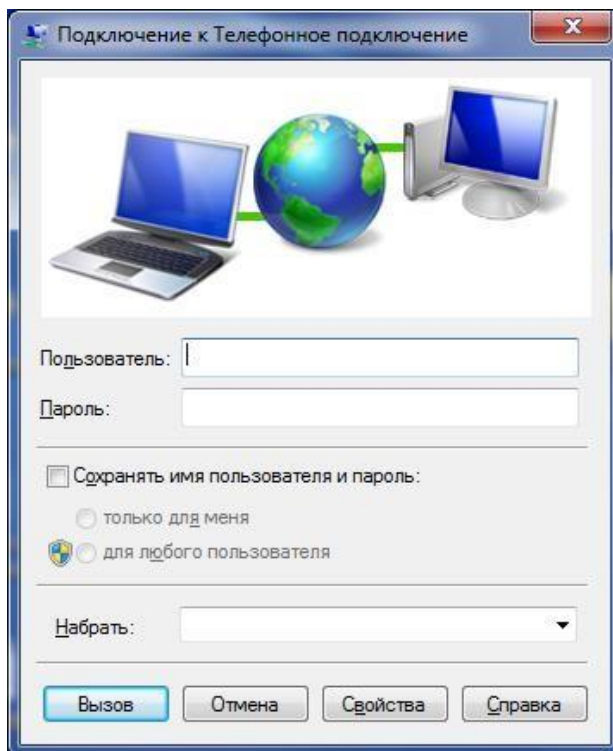 Подключение к Телефонное подключение
Пользователь:
Пароль:
Сохранять имя пользователя и пароль:
только для меня
для любого пользователя
Набрать:
Вызов Отмена Свойства Справка